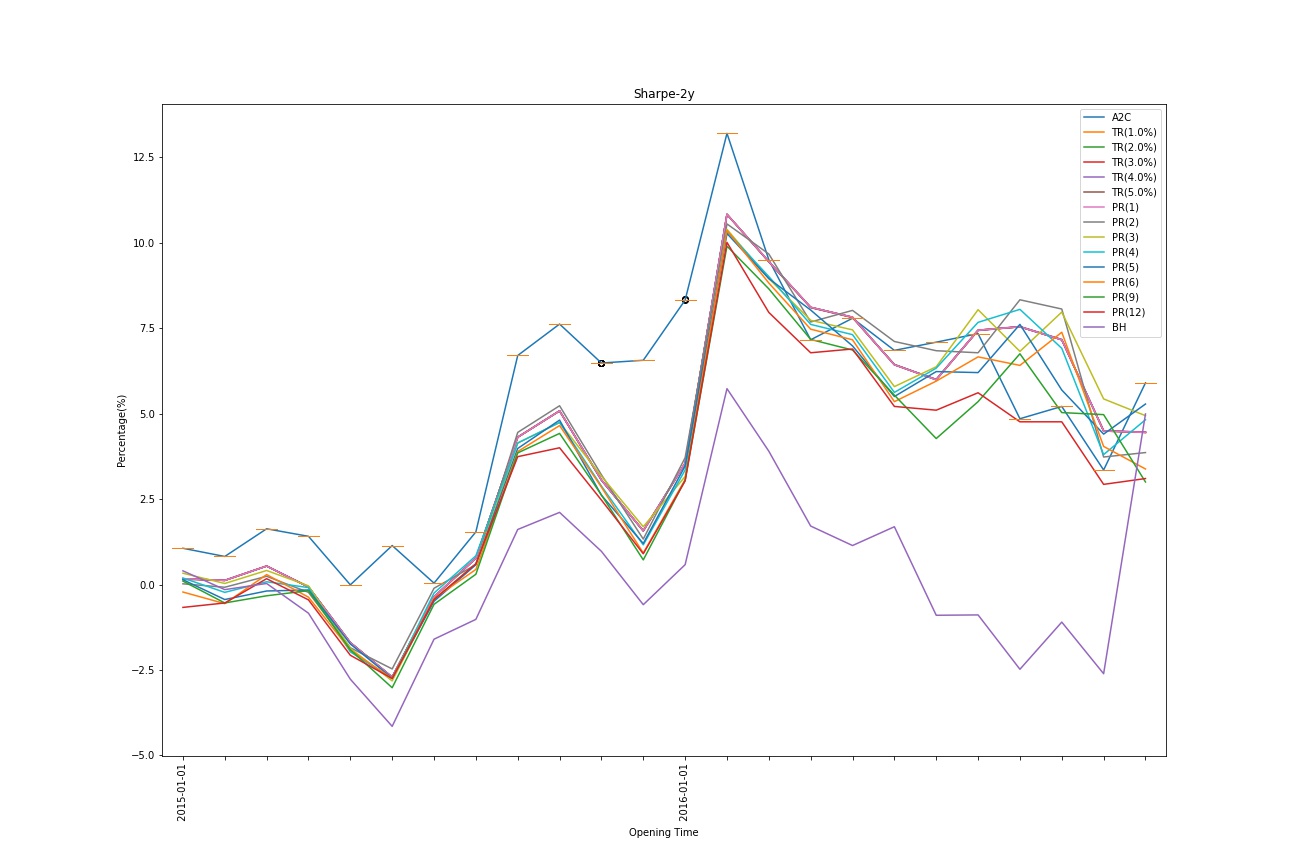 Sharpe-2y
Percentage(%)
12.5
10.0
7.5
5.0
2.5
0.0
−2.5
−5.0
A2C
TR(1.0%)
TR(2.0%)
TR(3.0%)
TR(4.0%)
TR(5.0%)
PR(1)
PR(2)
PR(3)
PR(4)
PR(5)
PR(6)
PR(9)
PR(12)
BH
2015-01-01
2016-01-01
Opening Time